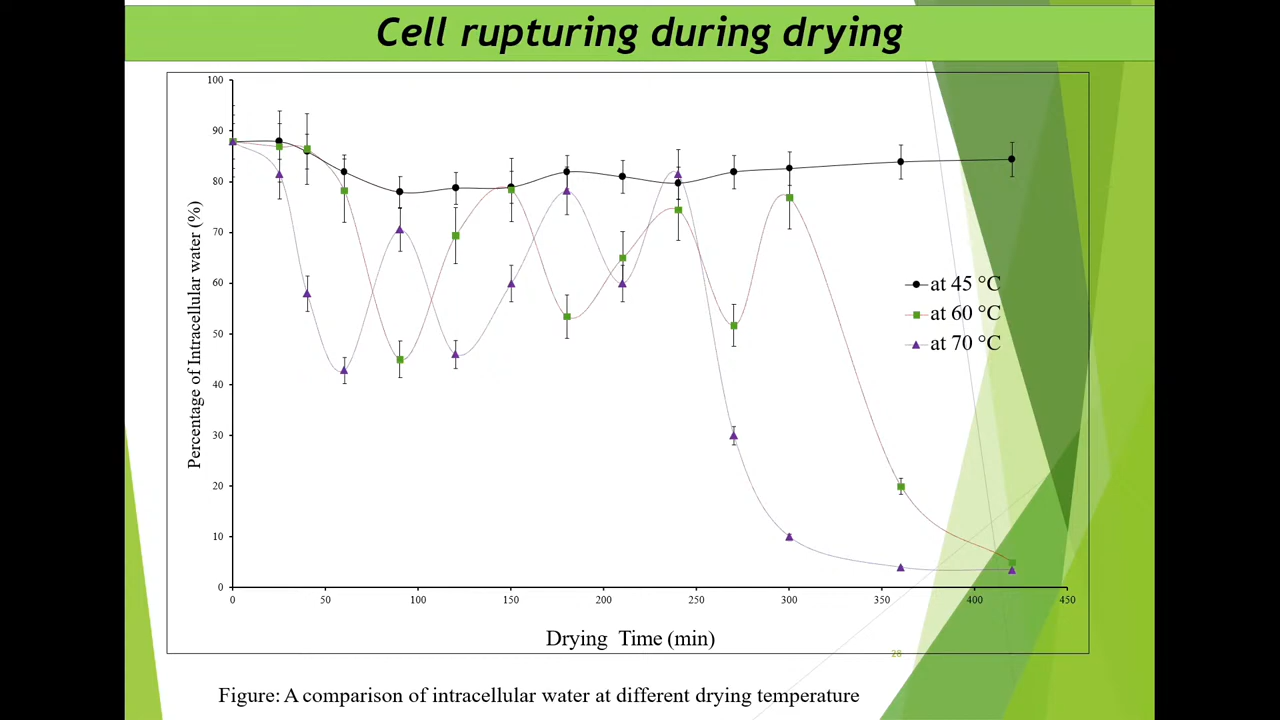 Cell rupturing during drying
100
90
80
70
60
50
40
30
20
10
0
Percentage of Intracellular water (%)
at 45 °C
at 60 °C
at 70 °C
0 50 100 150 200 250 300 350 400 450
Drying Time (min)
28
Figure: A comparison of intracellular water at different drying temperature